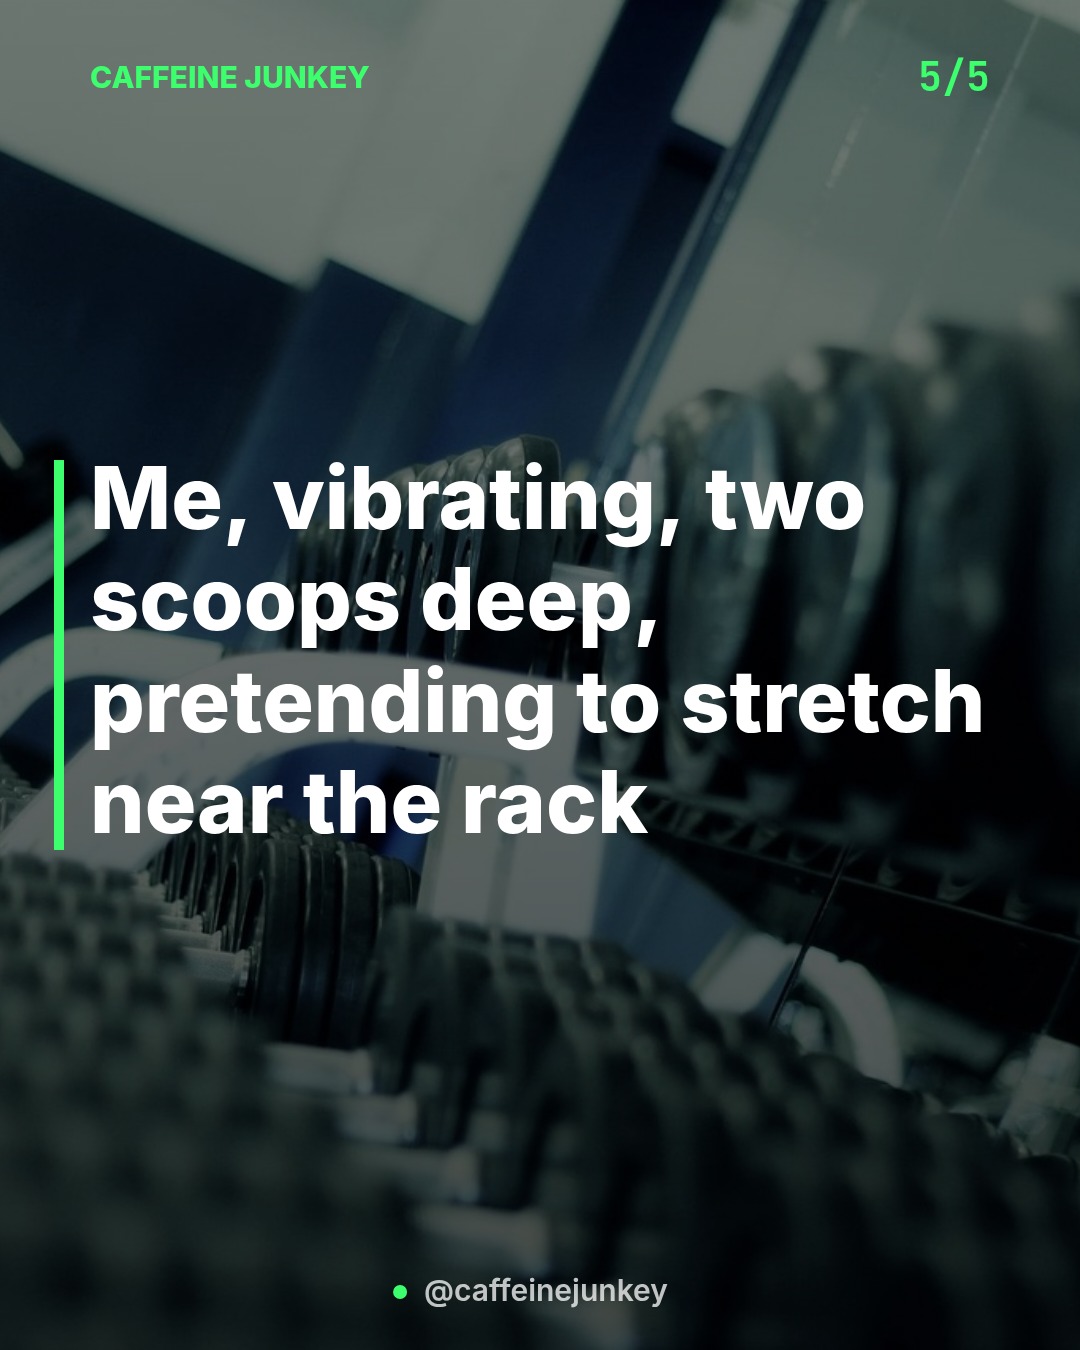 CAFFEINE JUNKEY
5/5
Me, vibrating, two
scoops deep,
pretending to stretch
near the rack
@caffeinejunkey